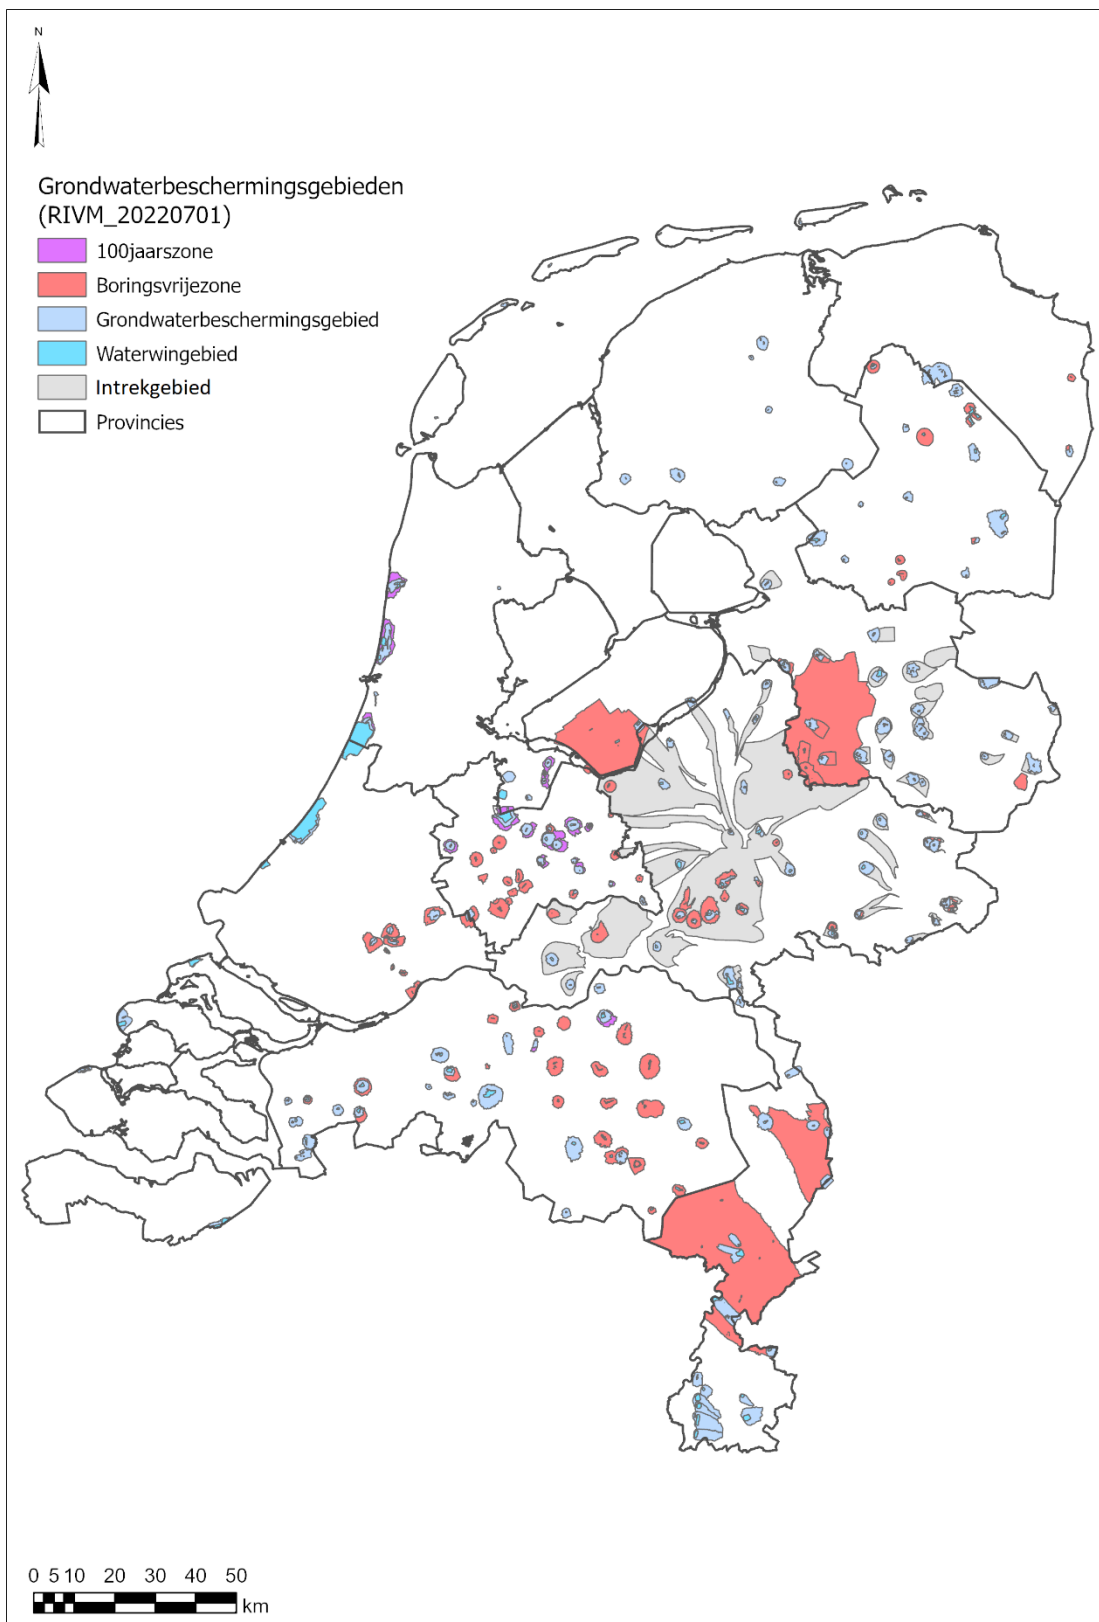 N
Grondwaterbeschermingsgebieden
(RIVM_20220701)
100jaarszone
Boringsvrijezone
Grondwaterbeschermingsgebied
Waterwingebied
Intrekgebied
Provincies
0 5 10 20 30 40 50
km